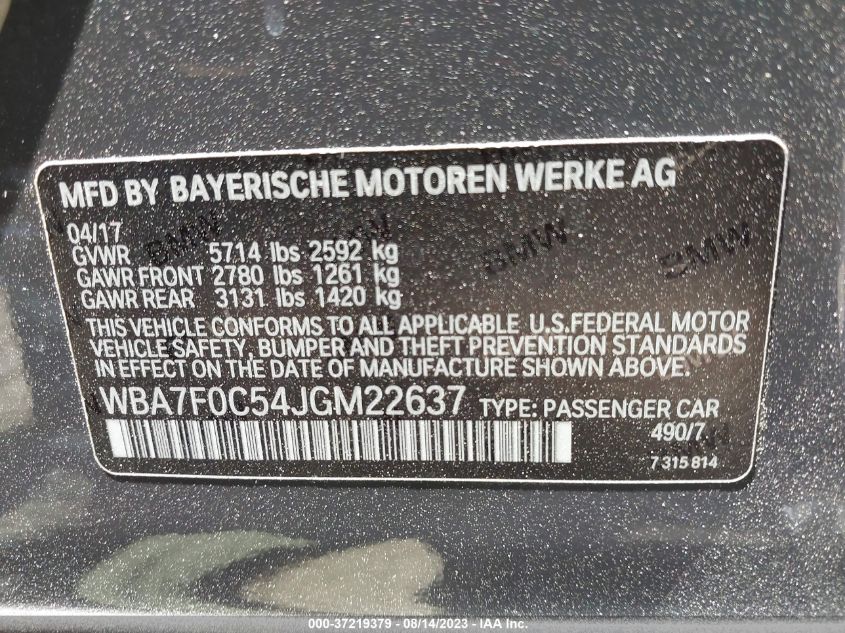 MFD BY BAYERISCHE MOTOREN WERKE AG
04/17
GVWR 5714 lbs 2592 kg
GAWR FRONT 2780 lbs 1261 kg
GAWR REAR 3131 lbs 1420 kg
BMW BMW BMW
THIS VEHICLE CONFORMS TO ALL APPLICABLE U.S.FEDERAL MOTOR
VEHICLE SAFETY, BUMPER AND THEFT PREVENTION STANDARDS
IN EFFECT ON THE DATE OF MANUFACTURE SHOWN ABOVE.
WBA7F0C54JGM22637 TYPE: PASSENGER CAR
490/7
7 315 814
000-37219379 - 08/14/2023 - IAA Inc.